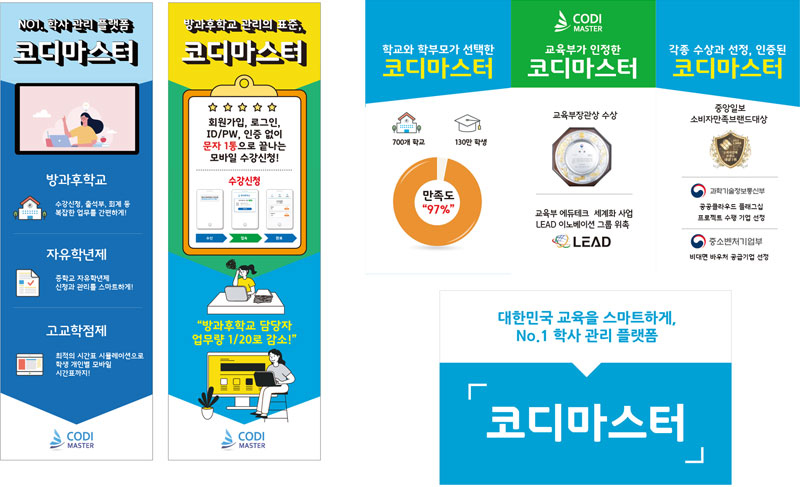 NO1. 학사 관리 플랫폼
코디마스터
방과후학교
수강신청, 출석부, 회계 등
복잡한 업무를 간편하게!
자유학년제
중학교 자유학년제
신청과 관리를 스마트하게!
고교학점제
최적의 시간표 시뮬레이션으로
학생 개인별 모바일
시간표까지!
CODI
MASTER
방과후학교 관리의 표준,
코디마스터
회원가입, 로그인,
ID/PW, 인증 없이
문자 1통으로 끝나는
모바일 수강신청!
수강신청
수신
접속
완료
“방과후학교 담당자
업무량 1/20로 감소!”
CODI
MASTER
학교와 학부모가 선택한
코디마스터
700개 학교
130만 학생
만족도
“97%”
CODI
MASTER
교육부가 인정한
코디마스터
교육부장관상 수상
교육부 에듀테크 세계화 사업
LEAD 이노베이션 그룹 위촉
LEAD
각종 수상과 선정, 인증된
코디마스터
중앙일보
소비자만족브랜드대상
과학기술정보통신부
공공클라우드 플래그십
프로젝트 수행 기업 선정
중소벤처기업부
비대면 바우처 공급기업 선정
대한민국 교육을 스마트하게,
No.1 학사 관리 플랫폼
코디마스터